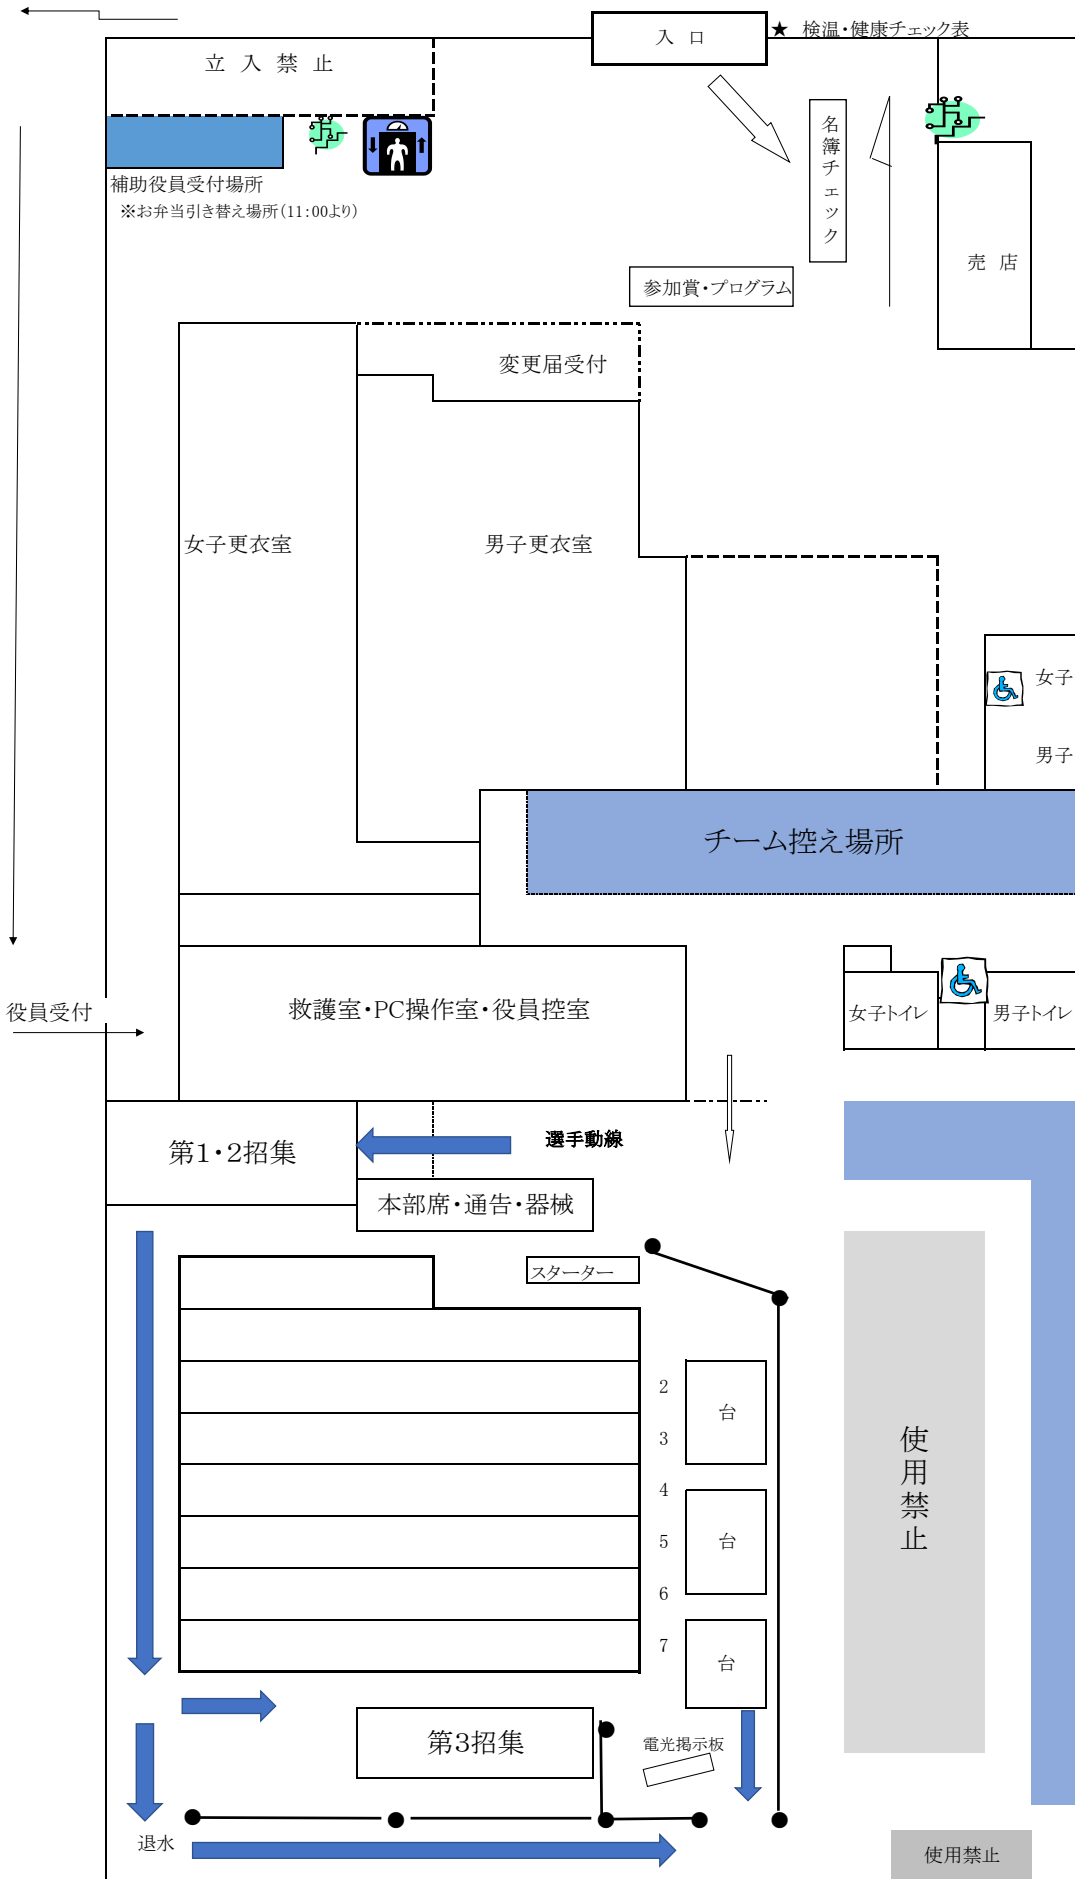 入 口
★ 検温・健康チェック表
立 入 禁 止
名簿チェック
補助役員受付場所
※お弁当引き替え場所(11:00より)
売 店
参加賞・プログラム
変更届受付
女子更衣室
男子更衣室
女子
男子
チーム控え場所
役員受付
救護室・PC操作室・役員控室
女子トイレ
男子トイレ
第1・2招集
選手動線
本部席・通告・器械
スターター
2
台
3
4
5
台
6
7
台
使用禁止
第3招集
電光掲示板
退水
使用禁止